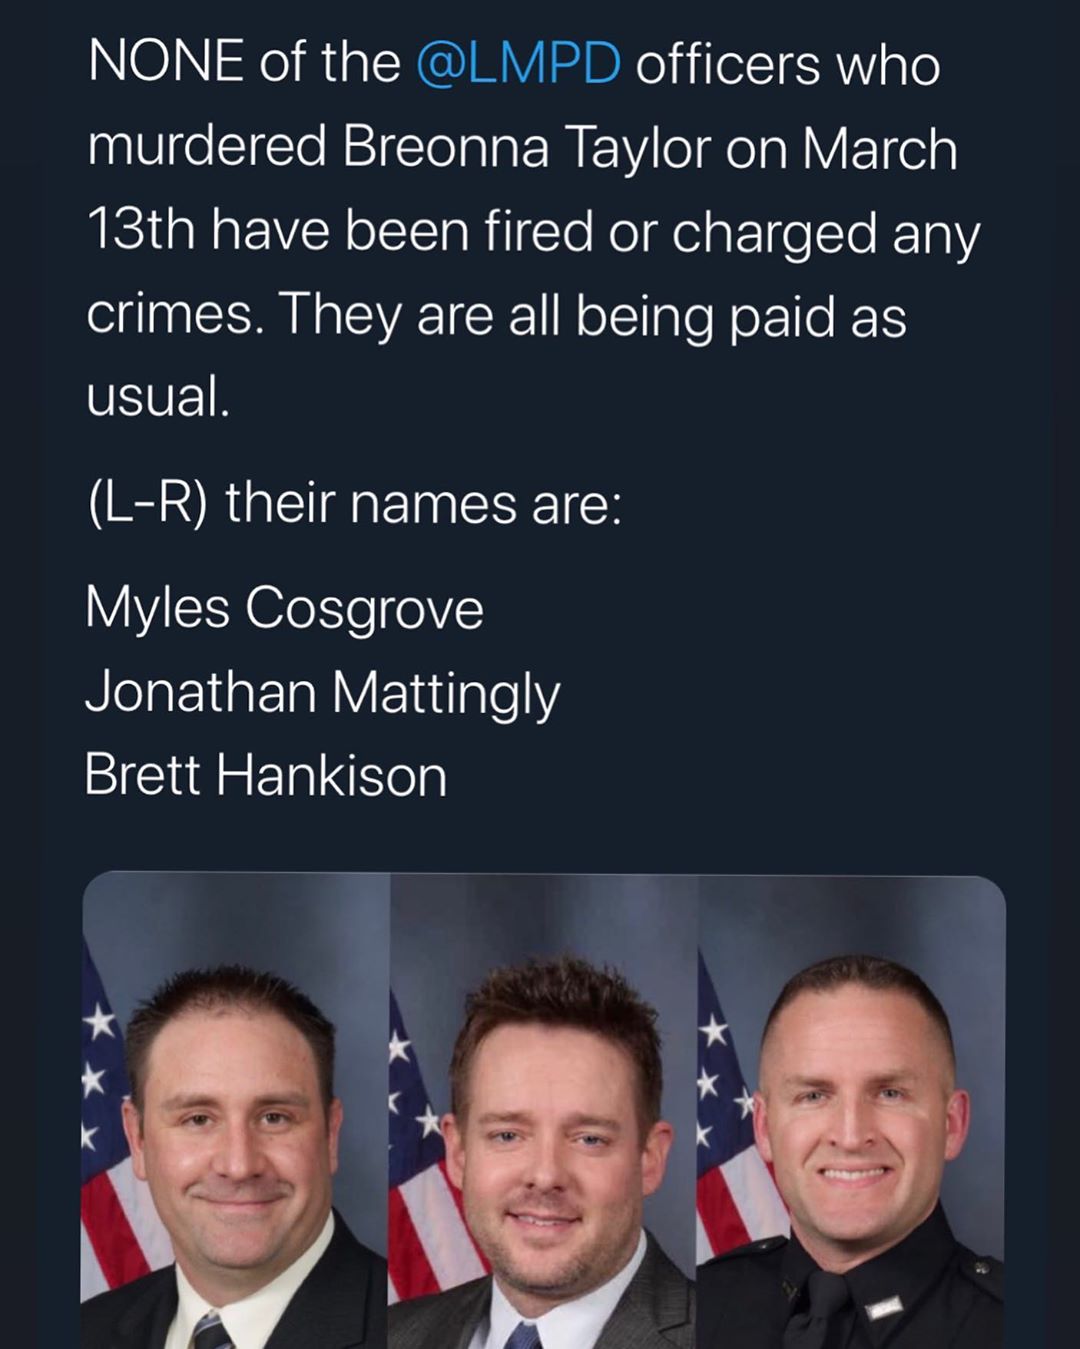 NONE of the @LMPD officers who
murdered Breonna Taylor on March
13th have been fired or charged any
crimes. They are all being paid as
usual.
(L-R) their names are:
Myles Cosgrove
Jonathan Mattingly
Brett Hankison